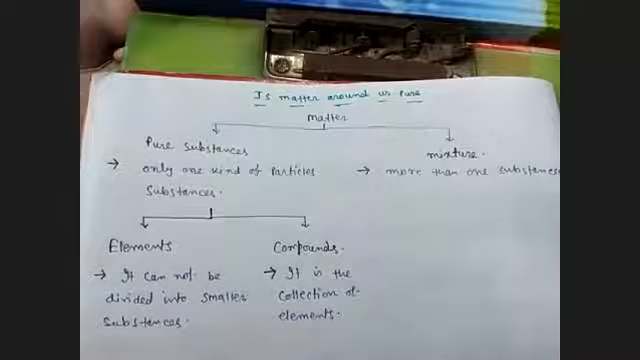 Is matter around us Pure
matter
Pure substances
→ only one kind of Particles
substances.
mixture.
→ more than one substances
Elements
→ It can not be
divided into smaller
substances.
Compounds.
→ It is the
collection of
elements.